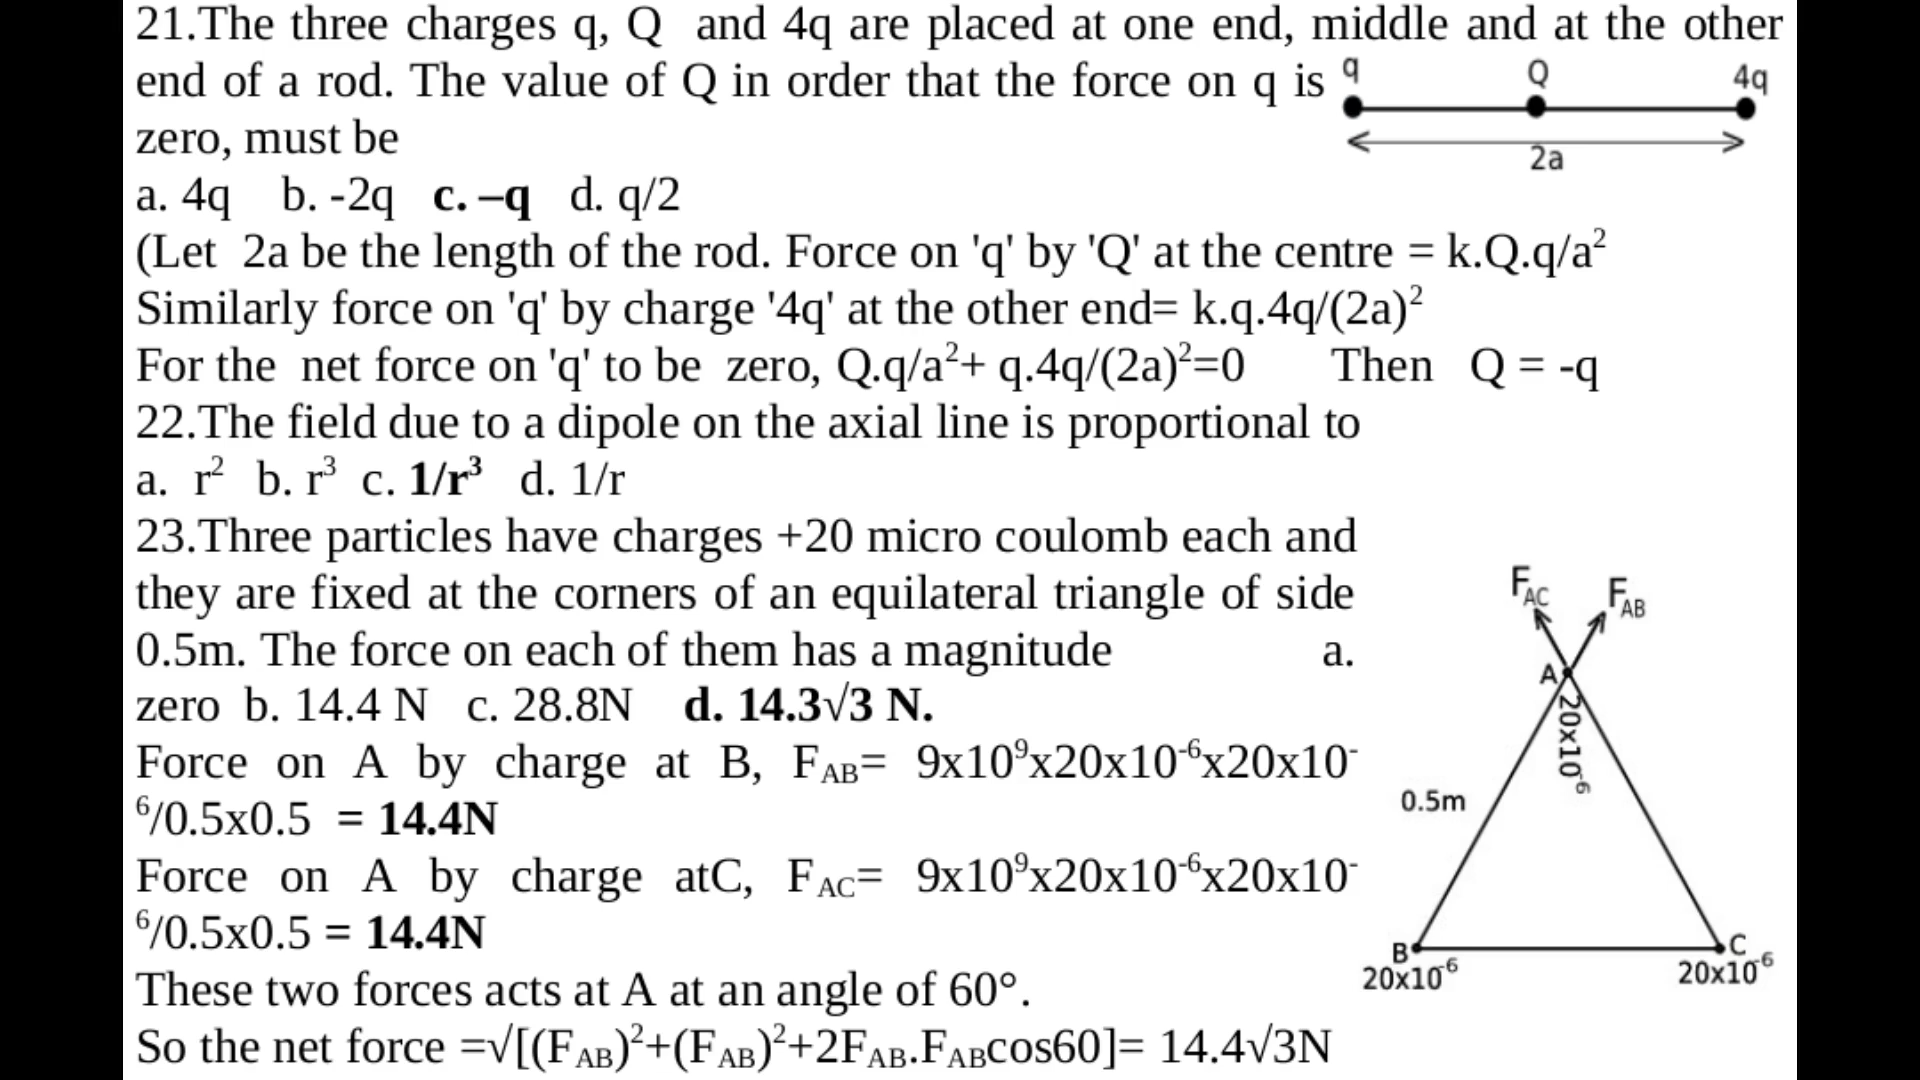 21.The three charges q, Q and 4q are placed at one end, middle and at the other
end of a rod. The value of Q in order that the force on q is
zero, must be
q Q 4q
2a
a. 4q b. -2q c. –q d. q/2
(Let 2a be the length of the rod. Force on 'q' by 'Q' at the centre = k.Q.q/a²
Similarly force on 'q' by charge '4q' at the other end= k.q.4q/(2a)²
For the net force on 'q' to be zero, Q.q/a²+ q.4q/(2a)²=0 Then Q = -q
22.The field due to a dipole on the axial line is proportional to
a. r² b. r³ c. 1/r³ d. 1/r
23.Three particles have charges +20 micro coulomb each and
they are fixed at the corners of an equilateral triangle of side
0.5m. The force on each of them has a magnitude a.
zero b. 14.4 N c. 28.8N d. 14.3√3 N.
Force on A by charge at B, F_AB= 9x10⁹x20x10⁻⁶x20x10⁻
⁶/0.5x0.5 = 14.4N
Force on A by charge atC, F_AC= 9x10⁹x20x10⁻⁶x20x10⁻
⁶/0.5x0.5 = 14.4N
These two forces acts at A at an angle of 60°.
So the net force =√[(F_AB)²+(F_AB)²+2F_AB.F_ABcos60]= 14.4√3N
F_AC F_AB
A
20x10⁻⁶
0.5m
B C
20x10⁻⁶ 20x10⁻⁶